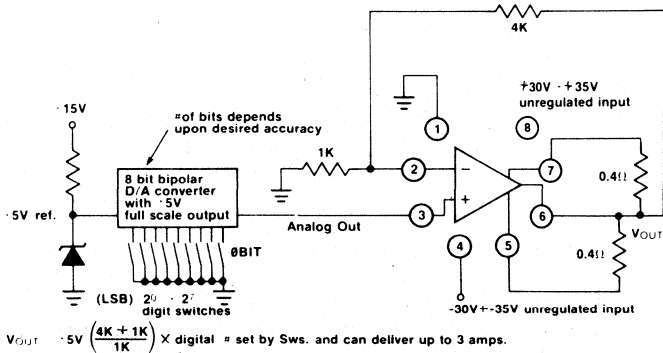 4K
+30V - +35V
unregulated input
- 15V
# of bits depends
upon desired accuracy
1
8
8 bit bipolar
D/A converter
with · 5V
full scale output
1K
2
−
7
0.4Ω
· 5V ref.
Analog Out
3
+
6
VOUT
ØBIT
4
5
0.4Ω
(LSB) 2⁰ - 2⁷
digit switches
-30V+-35V unregulated input
VOUT · 5V (4K + 1K / 1K) X digital # set by Sws. and can deliver up to 3 amps.